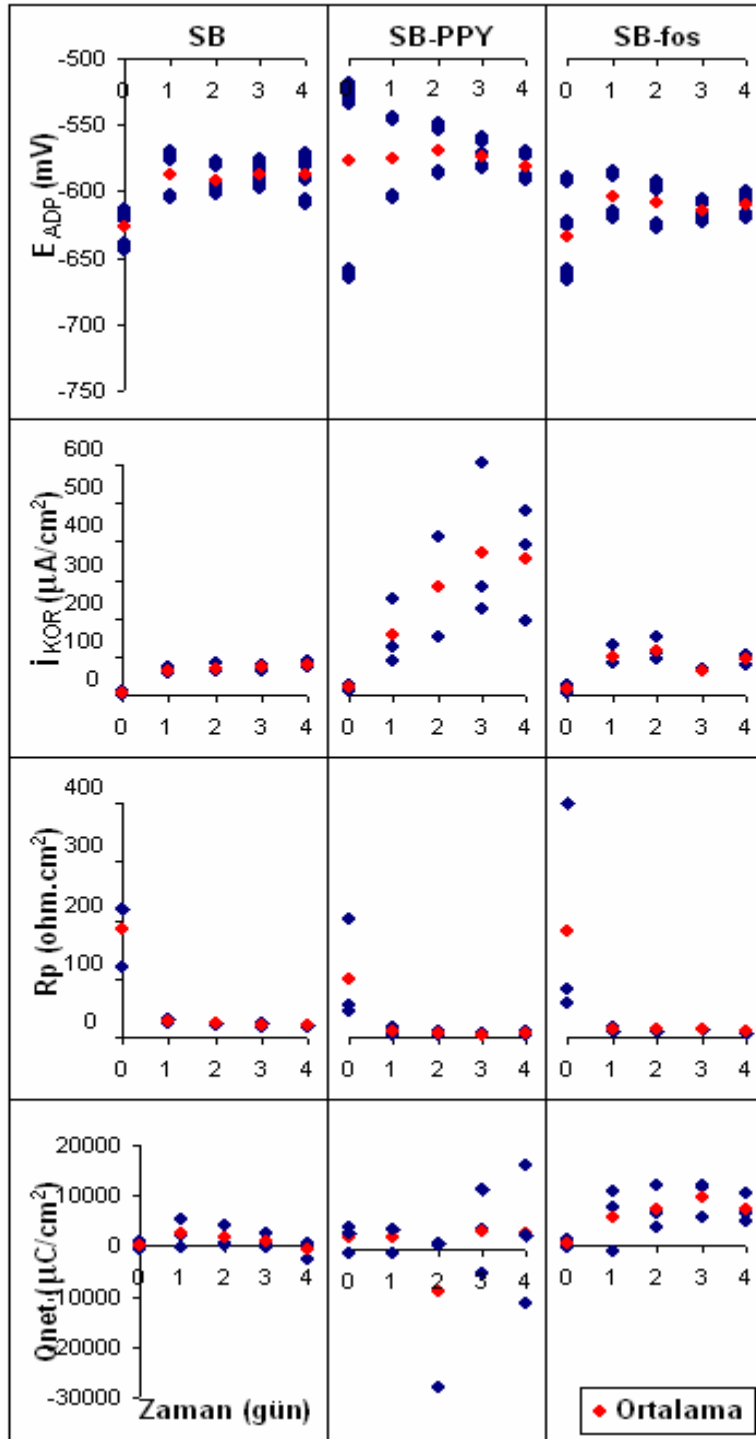 SB SB-PPY SB-fos
-500
-550
-600
-650
-700
-750
E ADP (mV)
0 1 2 3 4
0 1 2 3 4
0 1 2 3 4
600
500
400
300
200
100
0
i KOR (µA/cm²)
0 1 2 3 4
0 1 2 3 4
0 1 2 3 4
400
300
200
100
0
Rp (ohm.cm²)
0 1 2 3 4
0 1 2 3 4
0 1 2 3 4
20000
10000
0
-10000
-20000
-30000
Qnet (µC/cm²)
0 1 2 3 4
0 1 2 3 4
0 1 2 3 4
Zaman (gün)
Ortalama